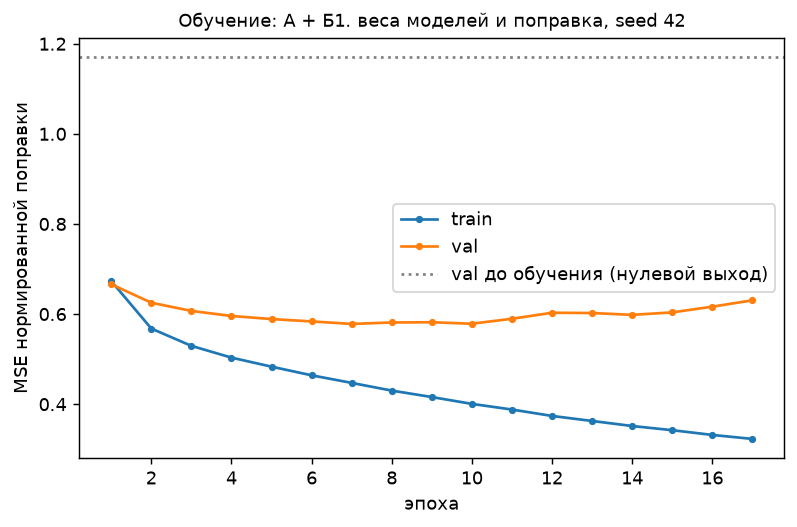 Обучение: А + Б1. веса моделей и поправка, seed 42
MSE нормированной поправки
1.2
1.0
0.8
0.6
0.4
train
val
val до обучения (нулевой выход)
2 4 6 8 10 12 14 16
эпоха